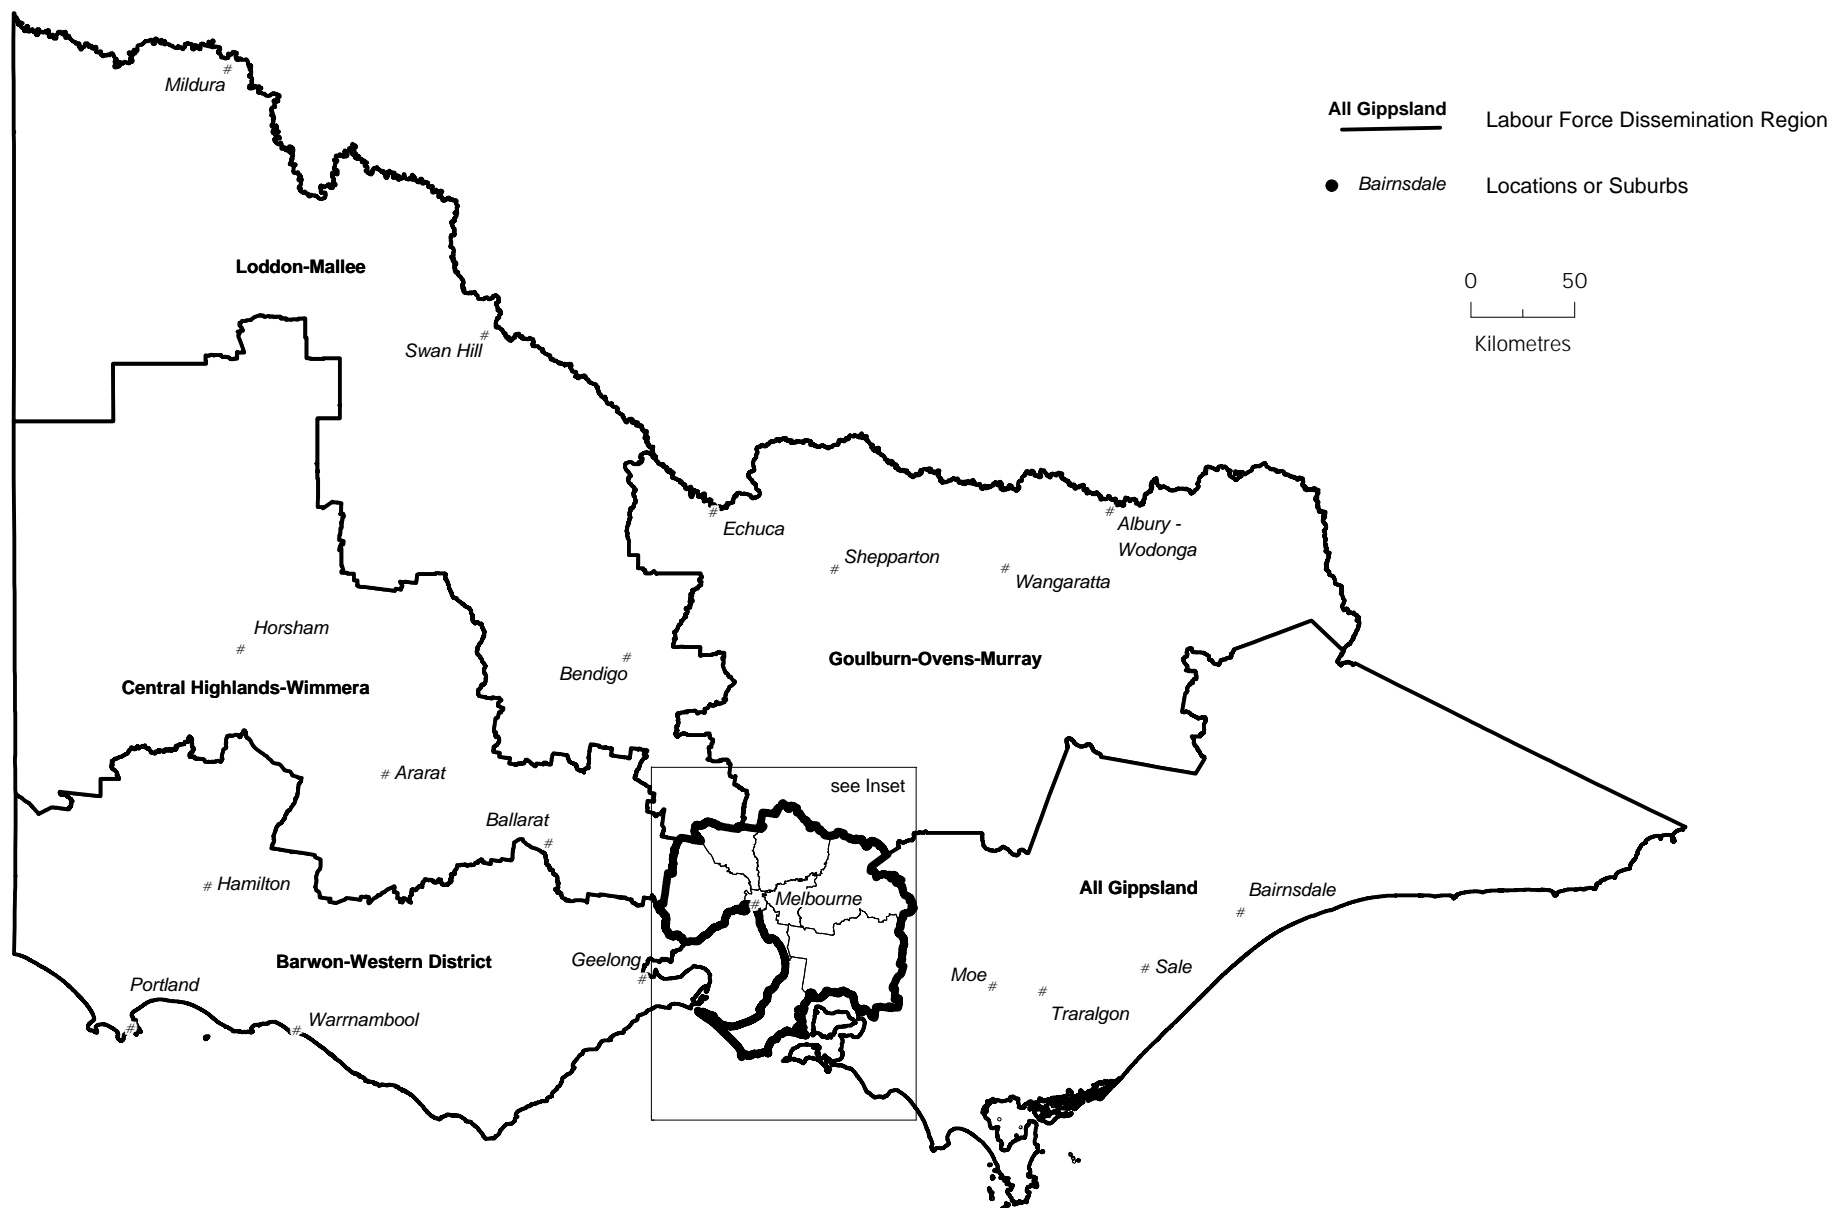 Mildura
All Gippsland
Labour Force Dissemination Region
Bairnsdale
Locations or Suburbs
Loddon-Mallee
0 50
Kilometres
Swan Hill
Echuca
Albury -
Wodonga
Shepparton
Wangaratta
Horsham
Bendigo
Goulburn-Ovens-Murray
Central Highlands-Wimmera
Ararat
see Inset
Ballarat
Hamilton
Melbourne
All Gippsland
Bairnsdale
Barwon-Western District
Geelong
Moe
Sale
Portland
Warrnambool
Traralgon